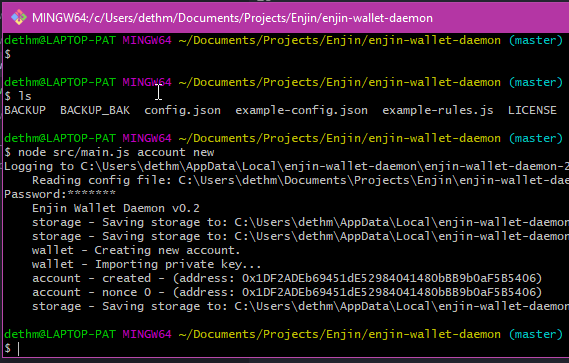 MINGW64:/c/Users/dethm/Documents/Projects/Enjin/enjin-wallet-daemon
dethm@LAPTOP-PAT MINGW64 ~/Documents/Projects/Enjin/enjin-wallet-daemon (master)
$
dethm@LAPTOP-PAT MINGW64 ~/Documents/Projects/Enjin/enjin-wallet-daemon (master)
$ ls
BACKUP BACKUP_BAK config.json example-config.json example-rules.js LICENSE
dethm@LAPTOP-PAT MINGW64 ~/Documents/Projects/Enjin/enjin-wallet-daemon (master)
$ node src/main.js account new
Logging to C:\Users\dethm\AppData\Local\enjin-wallet-daemon\enjin-wallet-daemon-2
Reading config file: C:\Users\dethm\Documents\Projects\Enjin\enjin-wallet-dae
Password:*******
Enjin Wallet Daemon v0.2
storage - Saving storage to: C:\Users\dethm\AppData\Local\enjin-wallet-daemon
storage - Saving storage to: C:\Users\dethm\AppData\Local\enjin-wallet-daemon
wallet - Creating new account.
wallet - Importing private key...
account - created - (address: 0x1DF2ADEb69451dE52984041480bBB9b0aF5B5406)
account - nonce 0 - (address: 0x1DF2ADEb69451dE52984041480bBB9b0aF5B5406)
storage - Saving storage to: C:\Users\dethm\AppData\Local\enjin-wallet-daemon
dethm@LAPTOP-PAT MINGW64 ~/Documents/Projects/Enjin/enjin-wallet-daemon (master)
$